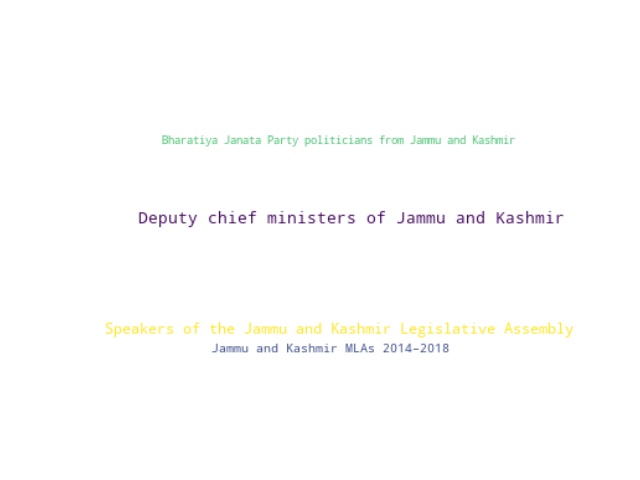 Bharatiya Janata Party politicians from Jammu and Kashmir
Deputy chief ministers of Jammu and Kashmir
Speakers of the Jammu and Kashmir Legislative Assembly
Jammu and Kashmir MLAs 2014–2018